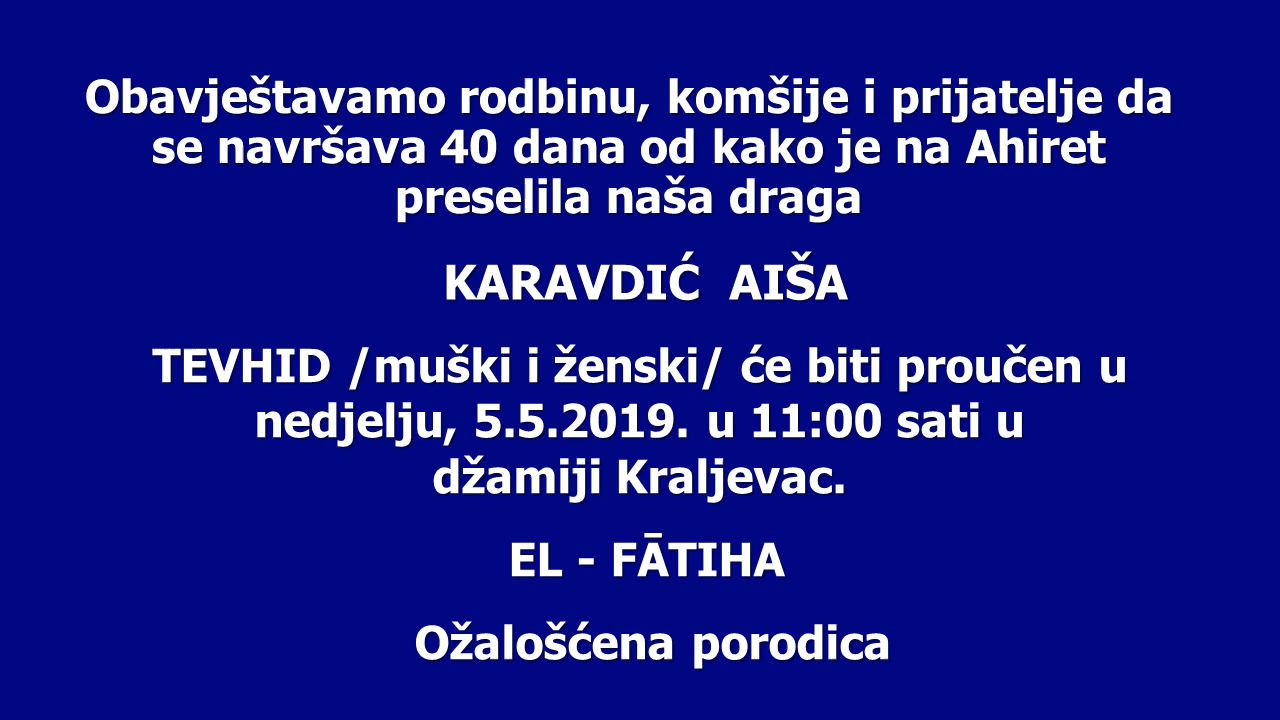 Obavještavamo rodbinu, komšije i prijatelje da
se navršava 40 dana od kako je na Ahiret
preselila naša draga
KARAVDIĆ  AIŠA
TEVHID /muški i ženski/ će biti proučen u
nedjelju, 5.5.2019. u 11:00 sati u
džamiji Kraljevac.
EL - FĀTIHA
Ožalošćena porodica